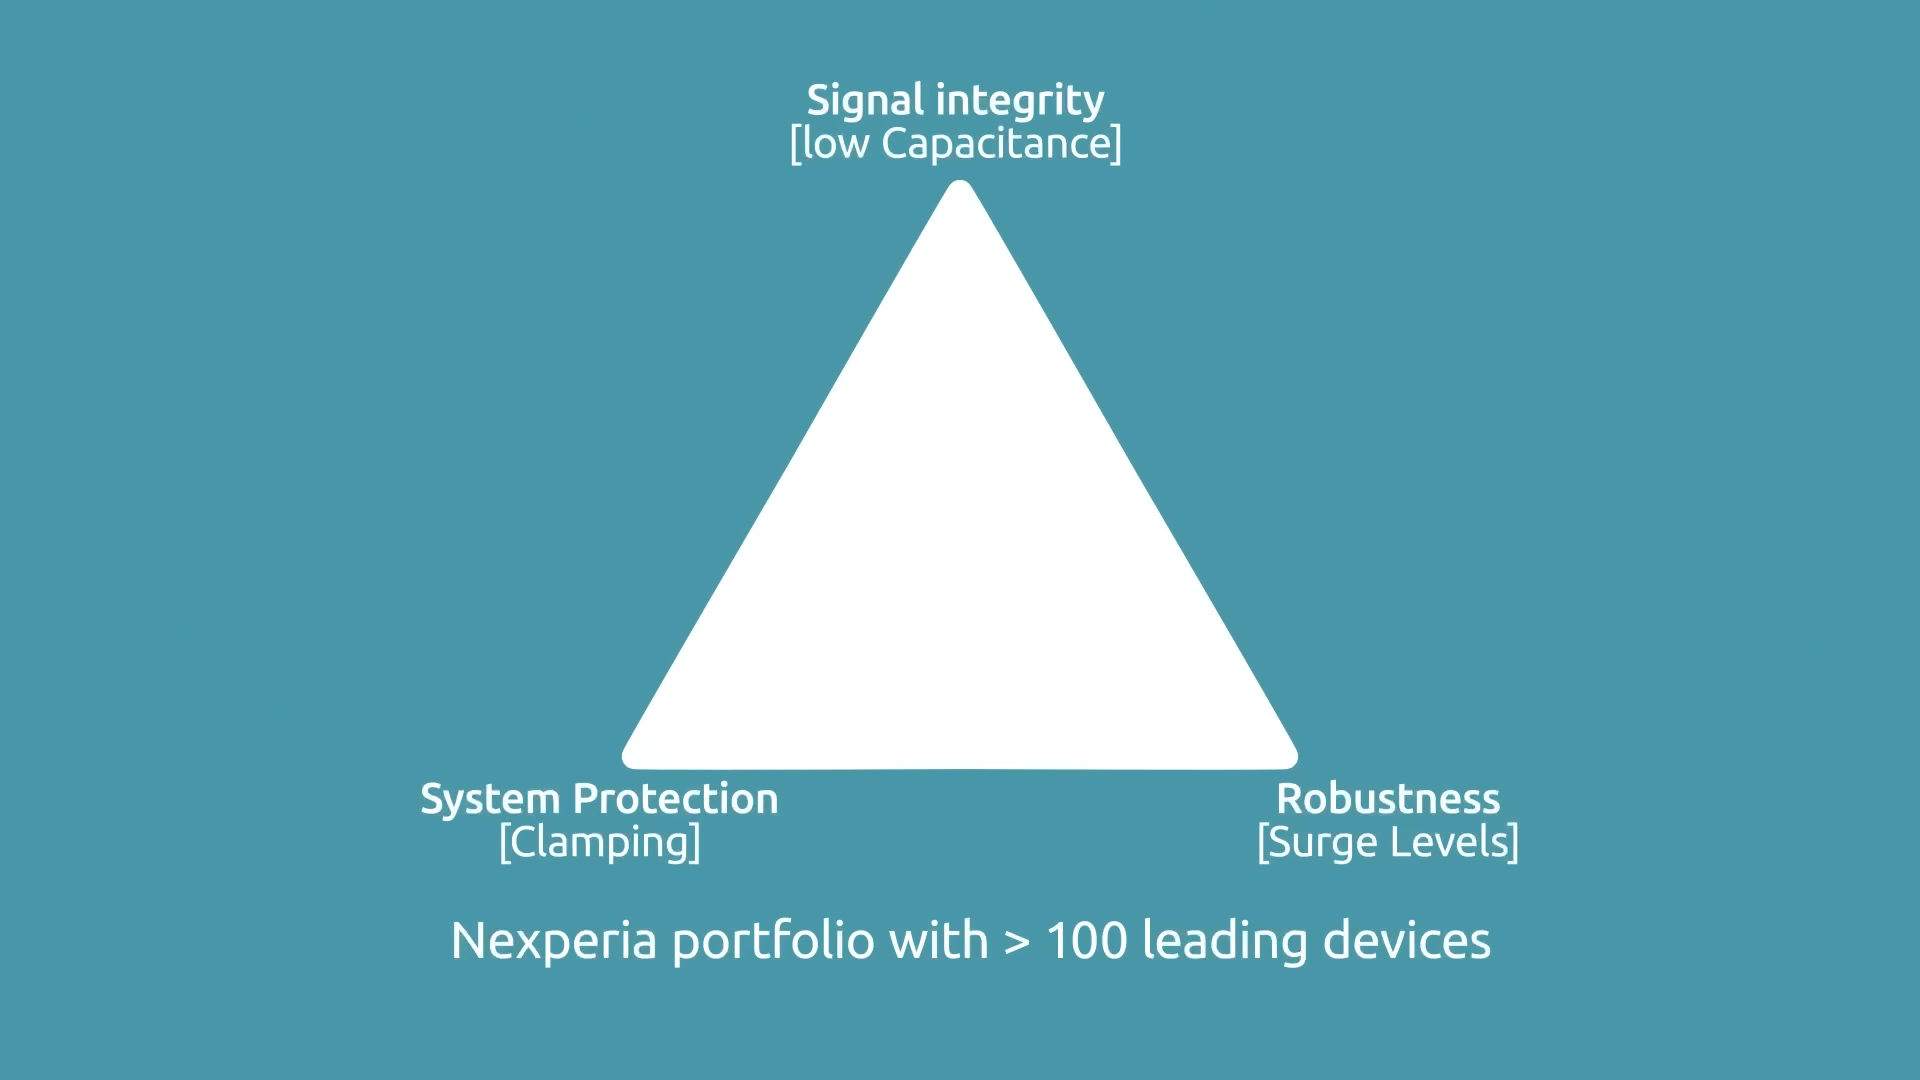 Signal integrity
[low Capacitance]
System Protection
[Clamping]
Robustness
[Surge Levels]
Nexperia portfolio with > 100 leading devices